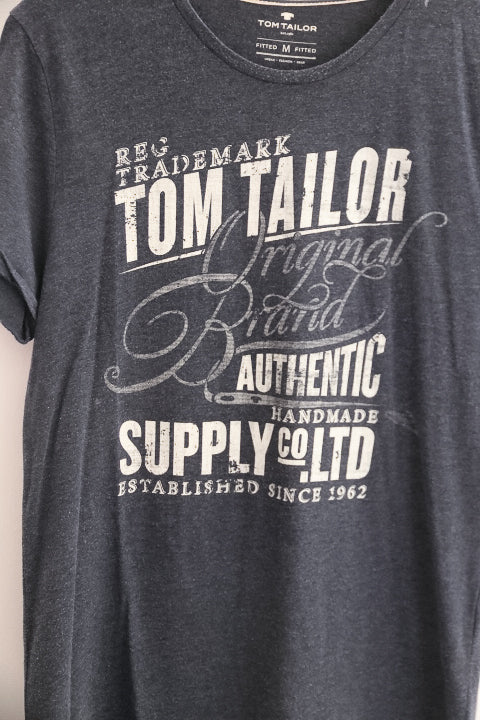 TOM TAILOR
FITTED M FITTED
REG
TRADEMARK
TOM TAILOR
Original
Brand
AUTHENTIC
HANDMADE
SUPPLY CO.LTD
ESTABLISHED SINCE 1962